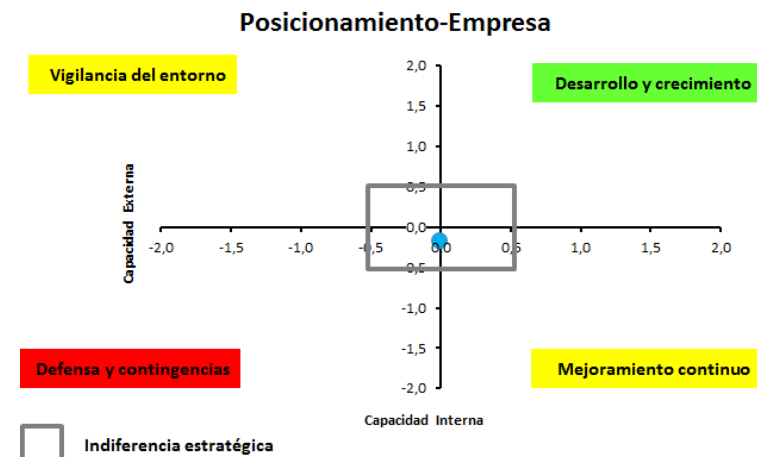 Posicionamiento-Empresa
Vigilancia del entorno
Desarrollo y crecimiento
2,0
1,5
1,0
0,5
0,0
-0,5
-1,0
-1,5
-2,0
Capacidad Externa
-2,0 -1,5 -1,0 -0,5 0,0 0,5 1,0 1,5 2,0
Defensa y contingencias
Mejoramiento continuo
Capacidad Interna
Indiferencia estratégica